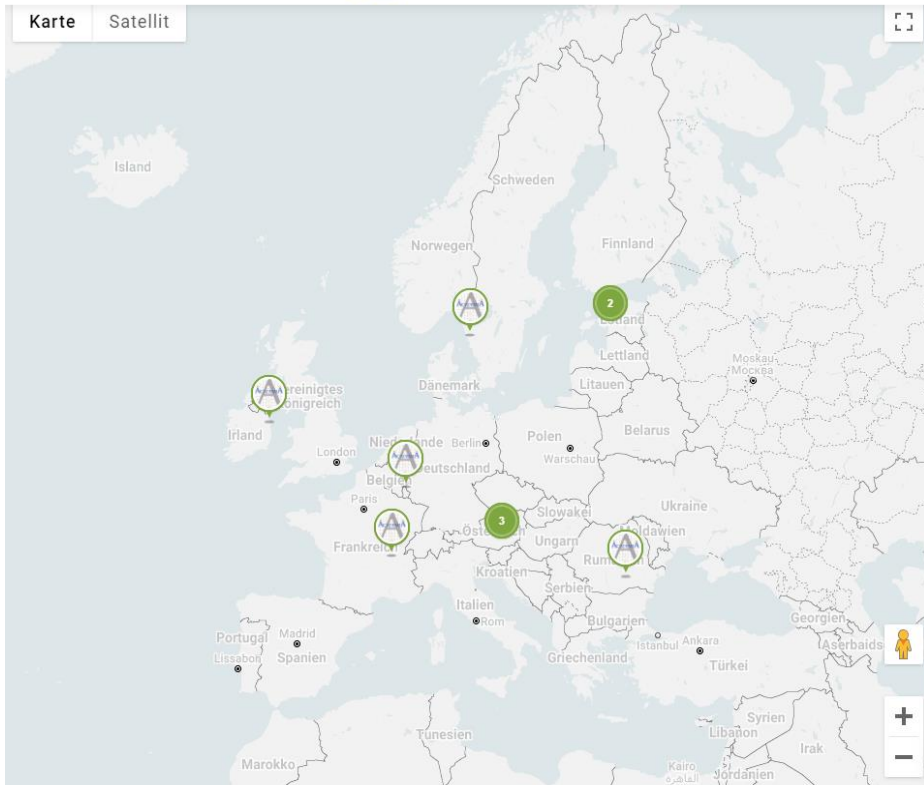 Karte Satellit
Island
Schweden
Norwegen
Finnland
2
Estland
Lettland
Moskau
Москва
Dänemark
Litauen
Vereinigtes
Königreich
Irland
Belarus
Niederlande
Berlin
Polen
London
Warschau
Deutschland
Belgien
Paris
Ukraine
Slowakei
3
Österreich
Moldawien
Ungarn
Frankreich
Rumänien
Kroatien
Serbien
Italien
Georgien
Bulgarien
Rom
Portugal
Madrid
Istanbul
Ankara
Aserbaids
Lissabon
Spanien
Griechenland
Türkei
Syrien
Tunesien
Libanon
Irak
Marokko
Kairo
القاهرة
Jordanien